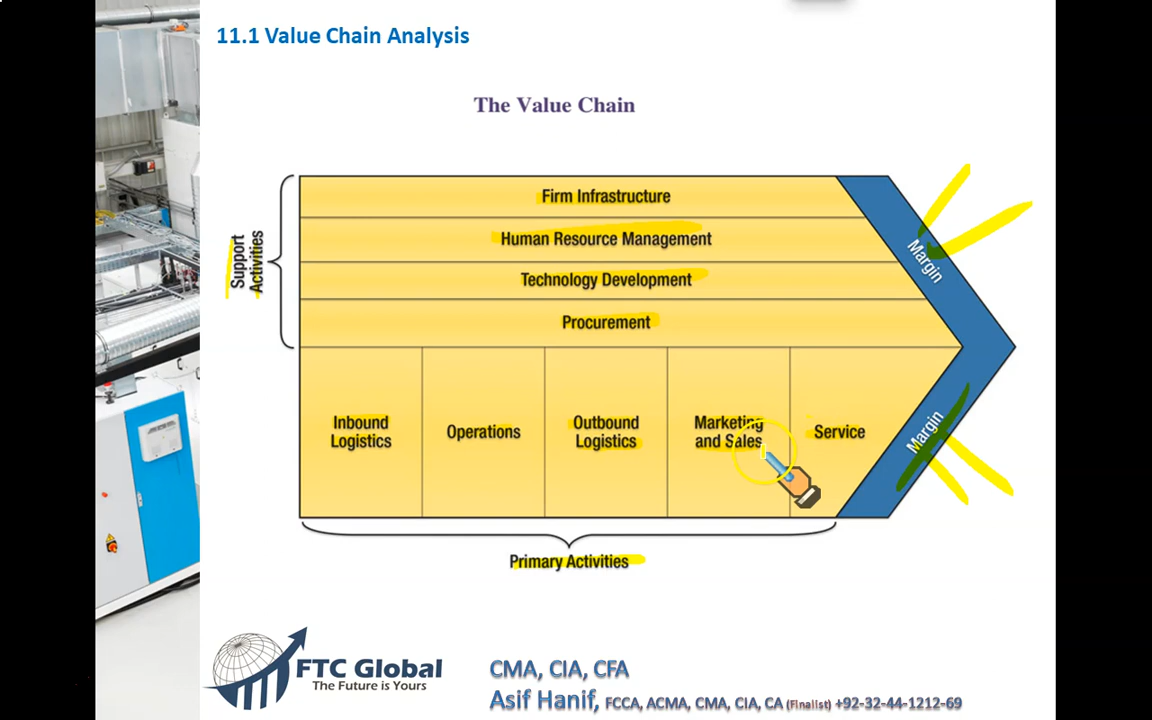 11.1 Value Chain Analysis
The Value Chain
Support
Activities
Firm Infrastructure
Human Resource Management
Technology Development
Procurement
Margin
Inbound
Logistics
Operations
Outbound
Logistics
Marketing
and Sales
Service
Margin
Primary Activities
FTC Global
The Future is Yours
CMA, CIA, CFA
Asif Hanif, FCCA, ACMA, CMA, CIA, CA (Finalist) +92-32-44-1212-69